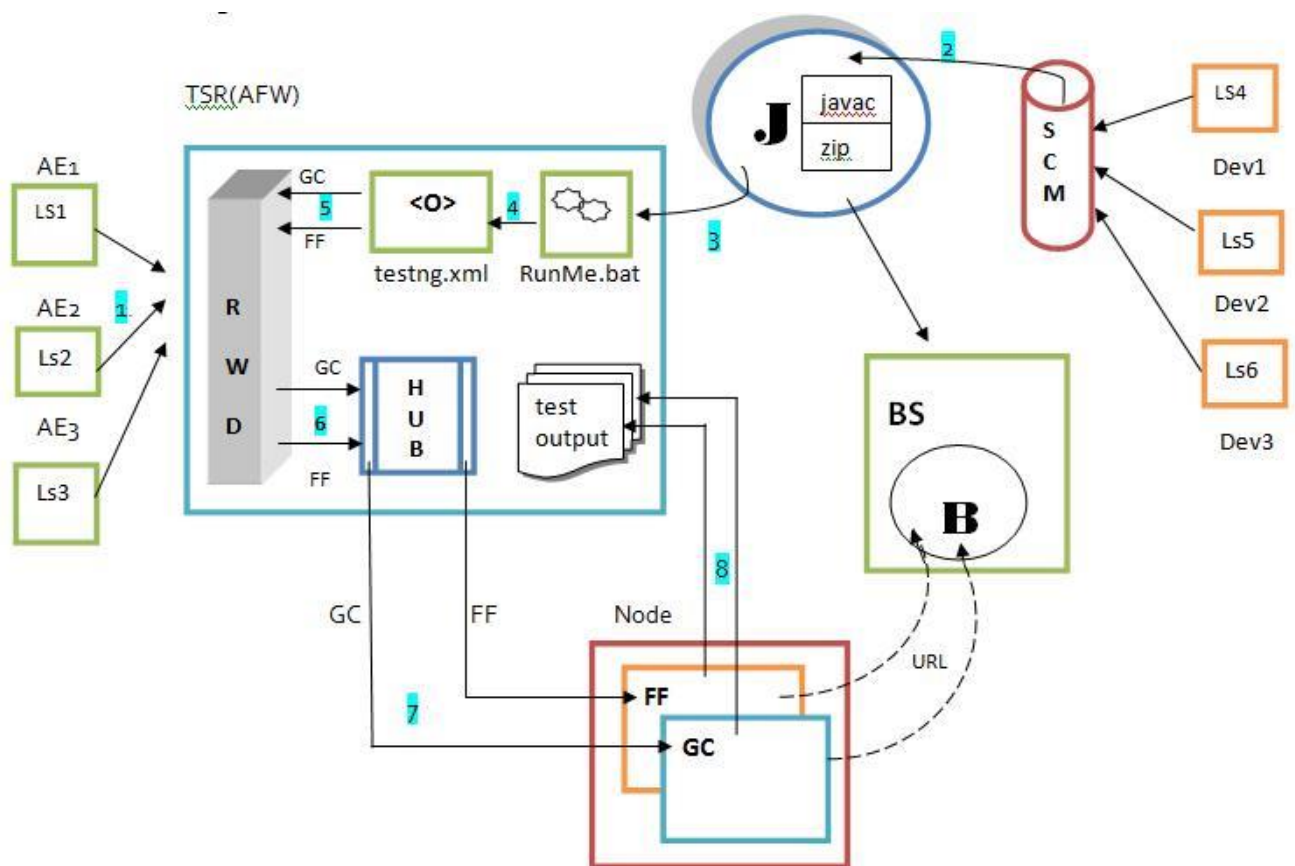 TSR(AFW)
AE1
LS1
AE2
Ls2
AE3
Ls3
1.
R
W
D
GC
5
FF
<O>
testng.xml
4
RunMe.bat
3
J
javac
zip
2
S
C
M
LS4
Dev1
Ls5
Dev2
Ls6
Dev3
GC
6
FF
H
U
B
test
output
BS
B
GC
FF
7
8
Node
FF
GC
URL